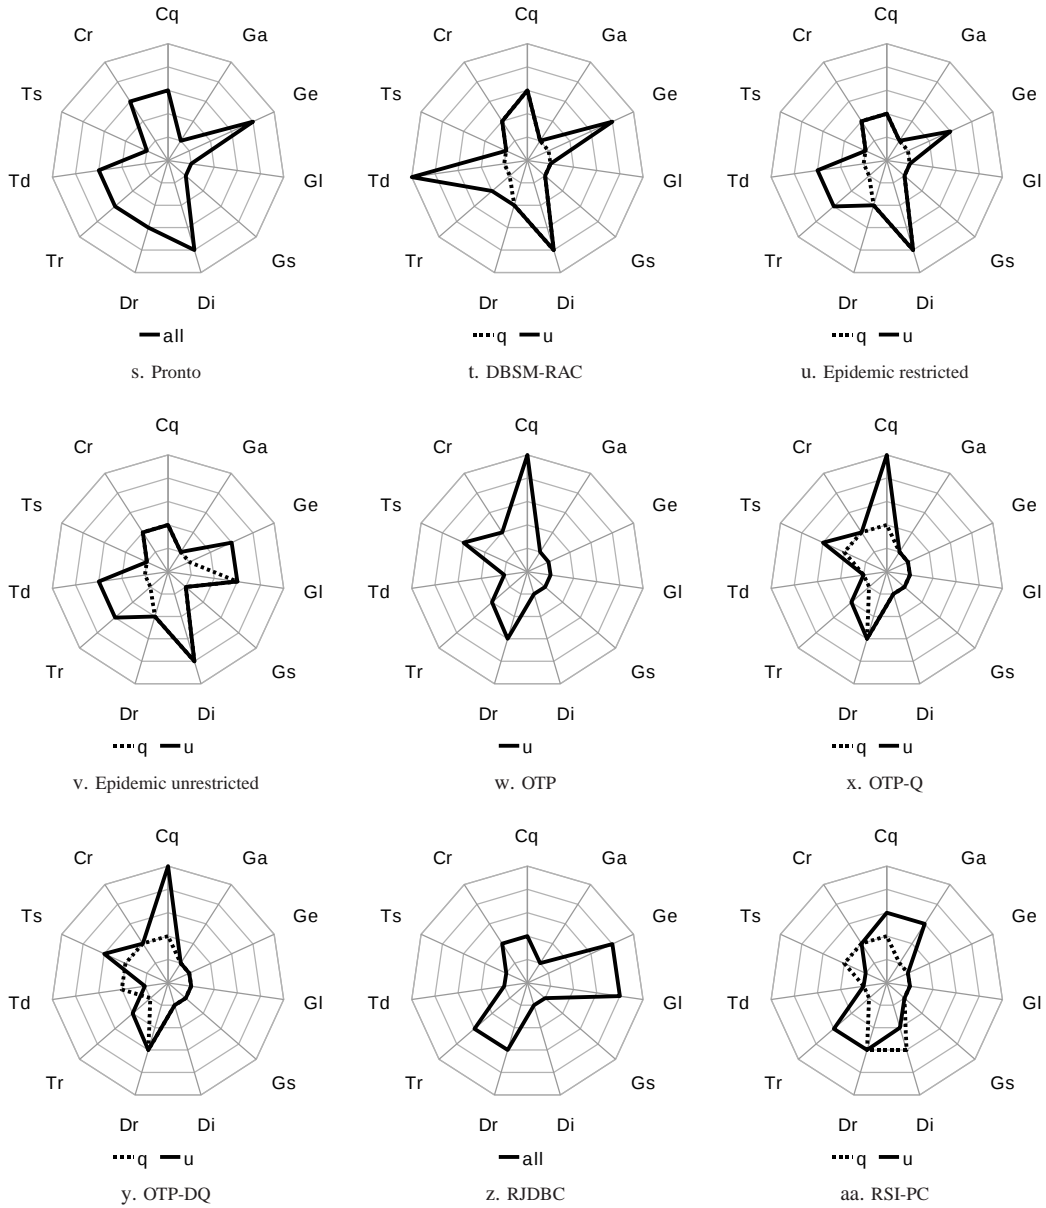 Cq Cq Cq
Cr Ga Cr Ga Cr Ga
Ts Ge Ts Ge Ts Ge
Td Gl Td Gl Td Gl
Tr Gs Tr Gs Tr Gs
Dr Di Dr Di Dr Di
all q u q u
s. Pronto t. DBSM-RAC u. Epidemic restricted
Cq Cq Cq
Cr Ga Cr Ga Cr Ga
Ts Ge Ts Ge Ts Ge
Td Gl Td Gl Td Gl
Tr Gs Tr Gs Tr Gs
Dr Di Dr Di Dr Di
q u u q u
v. Epidemic unrestricted w. OTP x. OTP-Q
Cq Cq Cq
Cr Ga Cr Ga Cr Ga
Ts Ge Ts Ge Ts Ge
Td Gl Td Gl Td Gl
Tr Gs Tr Gs Tr Gs
Dr Di Dr Di Dr Di
q u all q u
y. OTP-DQ z. RJDBC aa. RSI-PC